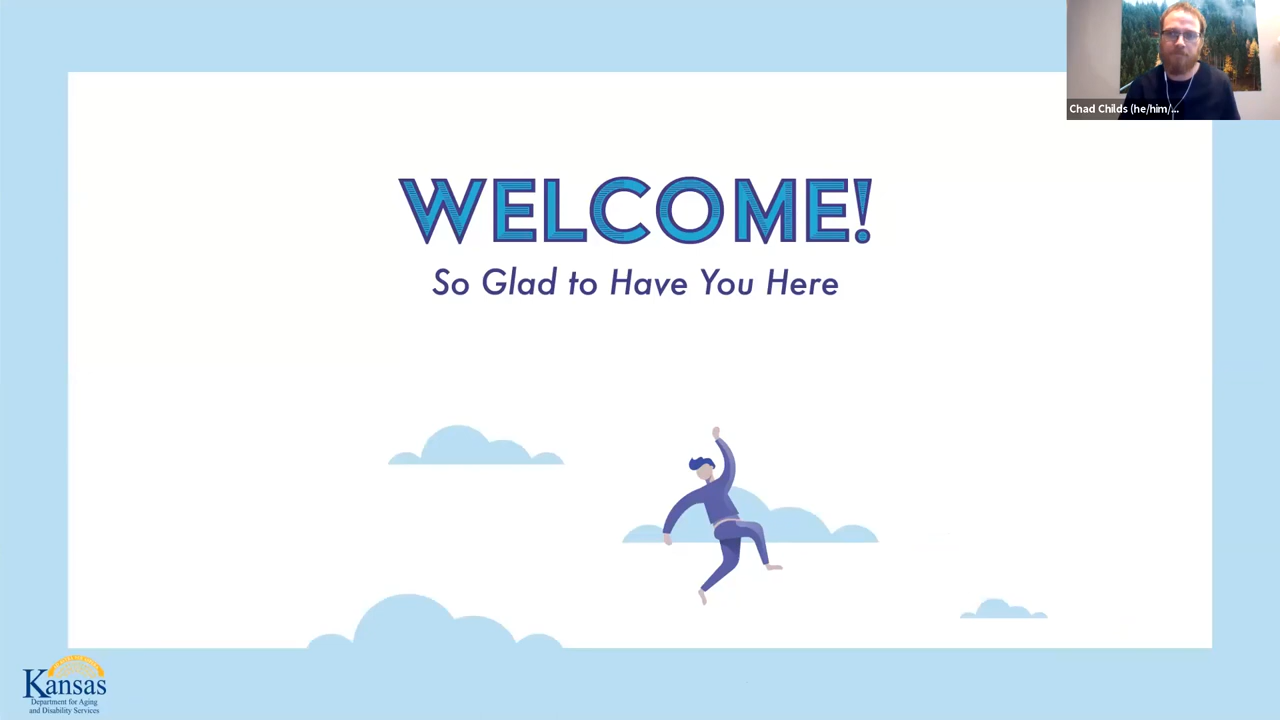 Chad Childs (he/him/...
WELCOME!
So Glad to Have You Here
Kansas
Department for Aging
and Disability Services